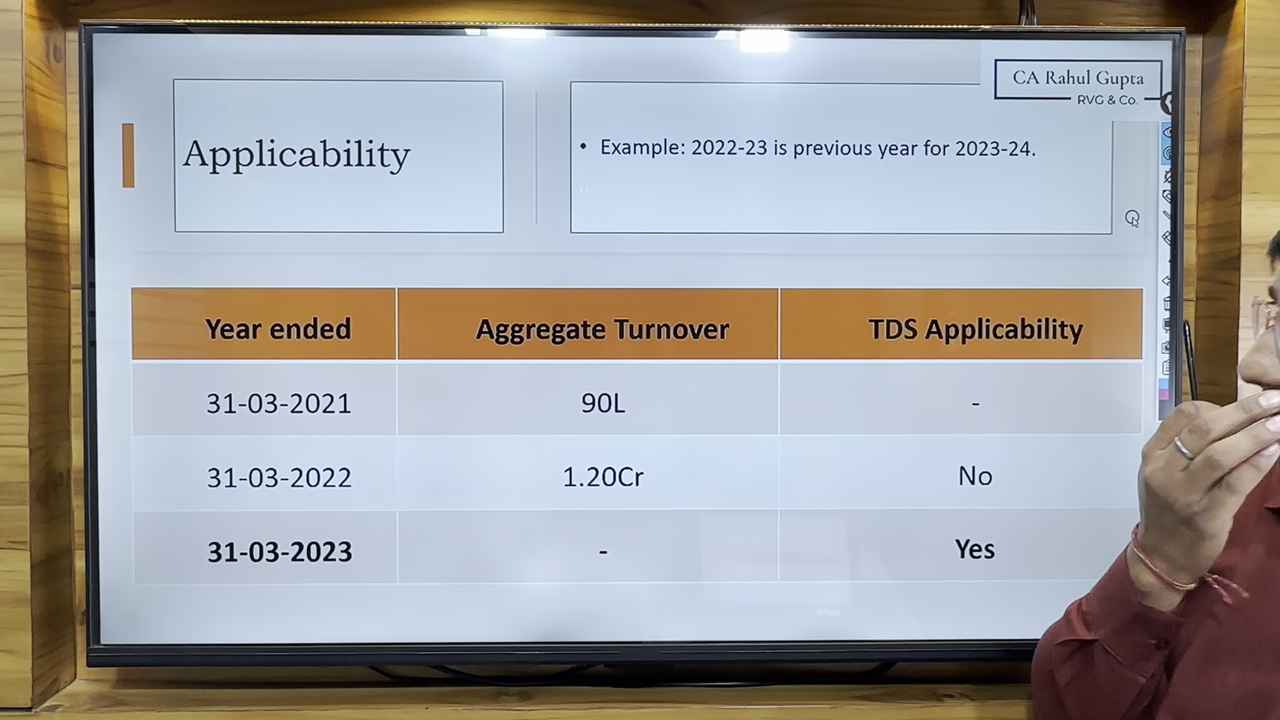 CA Rahul Gupta
RVG & Co.
Applicability
• Example: 2022-23 is previous year for 2023-24.
Year ended Aggregate Turnover TDS Applicability
31-03-2021 90L -
31-03-2022 1.20Cr No
31-03-2023 - Yes